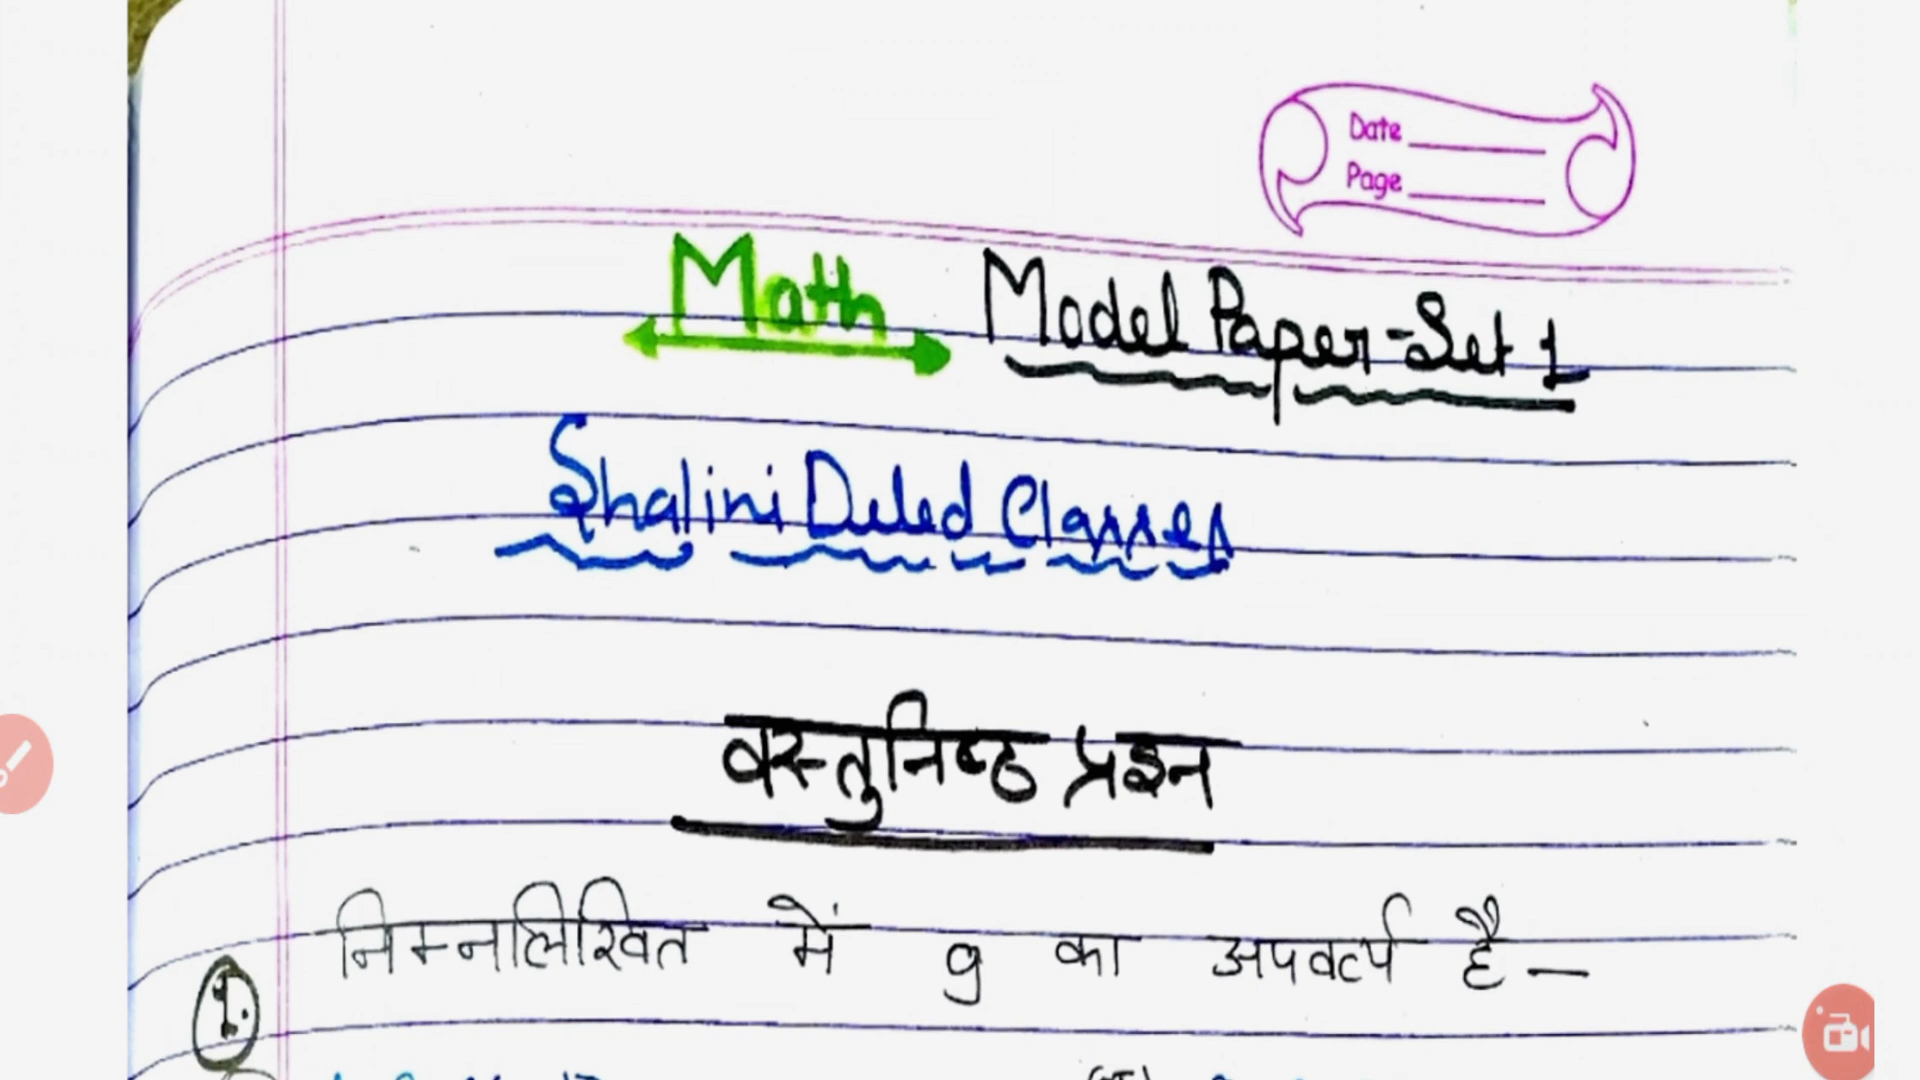 Date
Page
Math Model Paper-Set 1
Shalini Deled Classes
वस्तुनिष्ठ प्रश्न
1. निम्नलिखित में 9 का अपवर्त्य है-